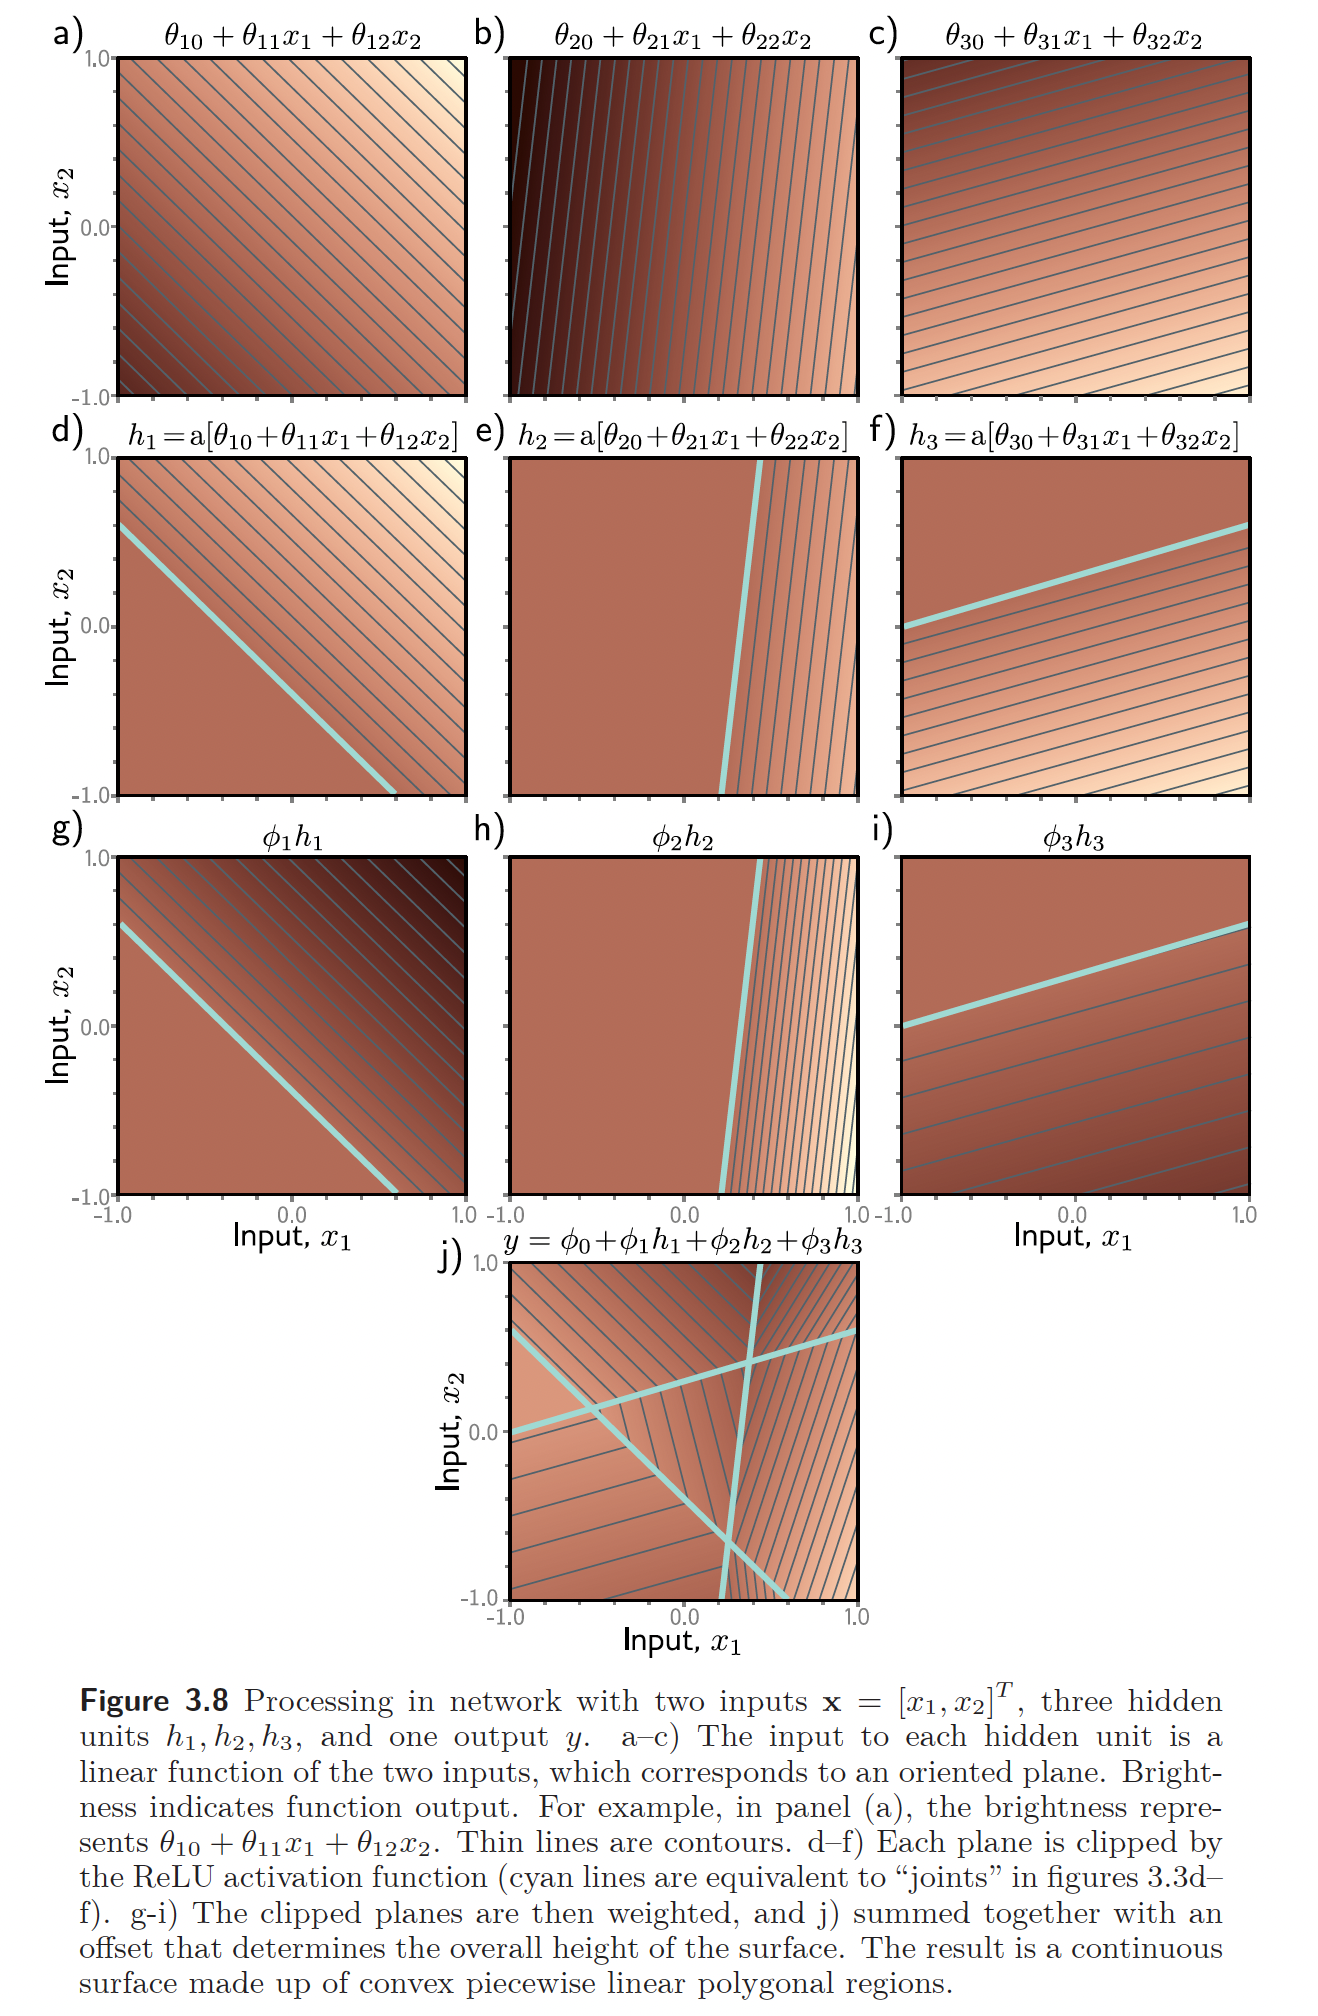 a) θ₁₀ + θ₁₁x₁ + θ₁₂x₂
b) θ₂₀ + θ₂₁x₁ + θ₂₂x₂
c) θ₃₀ + θ₃₁x₁ + θ₃₂x₂
1.0
0.0
-1.0
Input, x₂
d) h₁ = a[θ₁₀+θ₁₁x₁+θ₁₂x₂]
e) h₂ = a[θ₂₀+θ₂₁x₁+θ₂₂x₂]
f) h₃ = a[θ₃₀+θ₃₁x₁+θ₃₂x₂]
1.0
0.0
-1.0
Input, x₂
g) ϕ₁h₁
h) ϕ₂h₂
i) ϕ₃h₃
1.0
0.0
-1.0
Input, x₂
-1.0 0.0 1.0
-1.0 0.0 1.0
-1.0 0.0 1.0
Input, x₁
Input, x₁
j) y = ϕ₀+ϕ₁h₁+ϕ₂h₂+ϕ₃h₃
1.0
0.0
-1.0
Input, x₂
-1.0 0.0 1.0
Input, x₁
Figure 3.8 Processing in network with two inputs x = [x₁, x₂]ᵀ, three hidden
units h₁, h₂, h₃, and one output y. a–c) The input to each hidden unit is a
linear function of the two inputs, which corresponds to an oriented plane. Bright-
ness indicates function output. For example, in panel (a), the brightness repre-
sents θ₁₀ + θ₁₁x₁ + θ₁₂x₂. Thin lines are contours. d–f) Each plane is clipped by
the ReLU activation function (cyan lines are equivalent to “joints” in figures 3.3d–
f). g-i) The clipped planes are then weighted, and j) summed together with an
offset that determines the overall height of the surface. The result is a continuous
surface made up of convex piecewise linear polygonal regions.